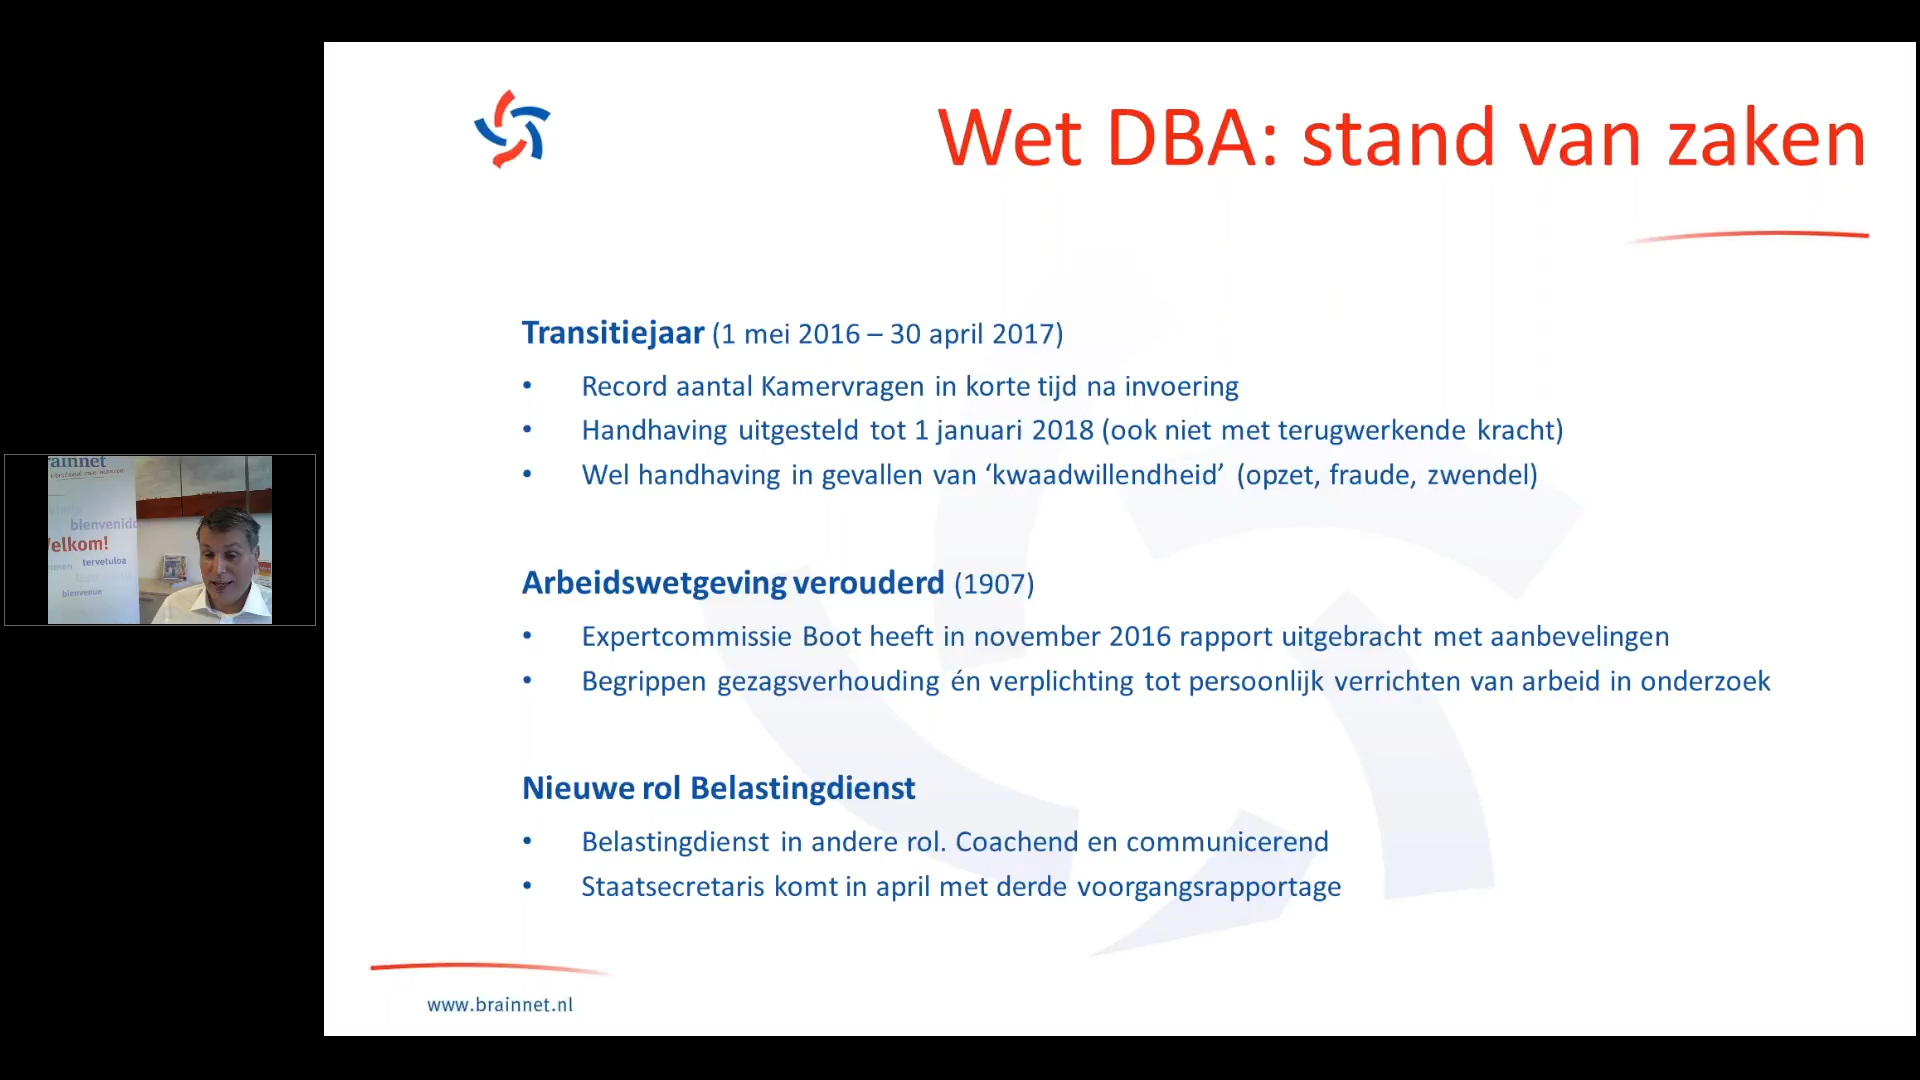 Wet DBA: stand van zaken
Transitiejaar (1 mei 2016 – 30 april 2017)
• Record aantal Kamervragen in korte tijd na invoering
• Handhaving uitgesteld tot 1 januari 2018 (ook niet met terugwerkende kracht)
• Wel handhaving in gevallen van ‘kwaadwillendheid’ (opzet, fraude, zwendel)
Arbeidswetgeving verouderd (1907)
• Expertcommissie Boot heeft in november 2016 rapport uitgebracht met aanbevelingen
• Begrippen gezagsverhouding én verplichting tot persoonlijk verrichten van arbeid in onderzoek
Nieuwe rol Belastingdienst
• Belastingdienst in andere rol. Coachend en communicerend
• Staatsecretaris komt in april met derde voorgangsrapportage
www.brainnet.nl
rainnet
bienvenido
elkom!
tervetuloa
bienvenue